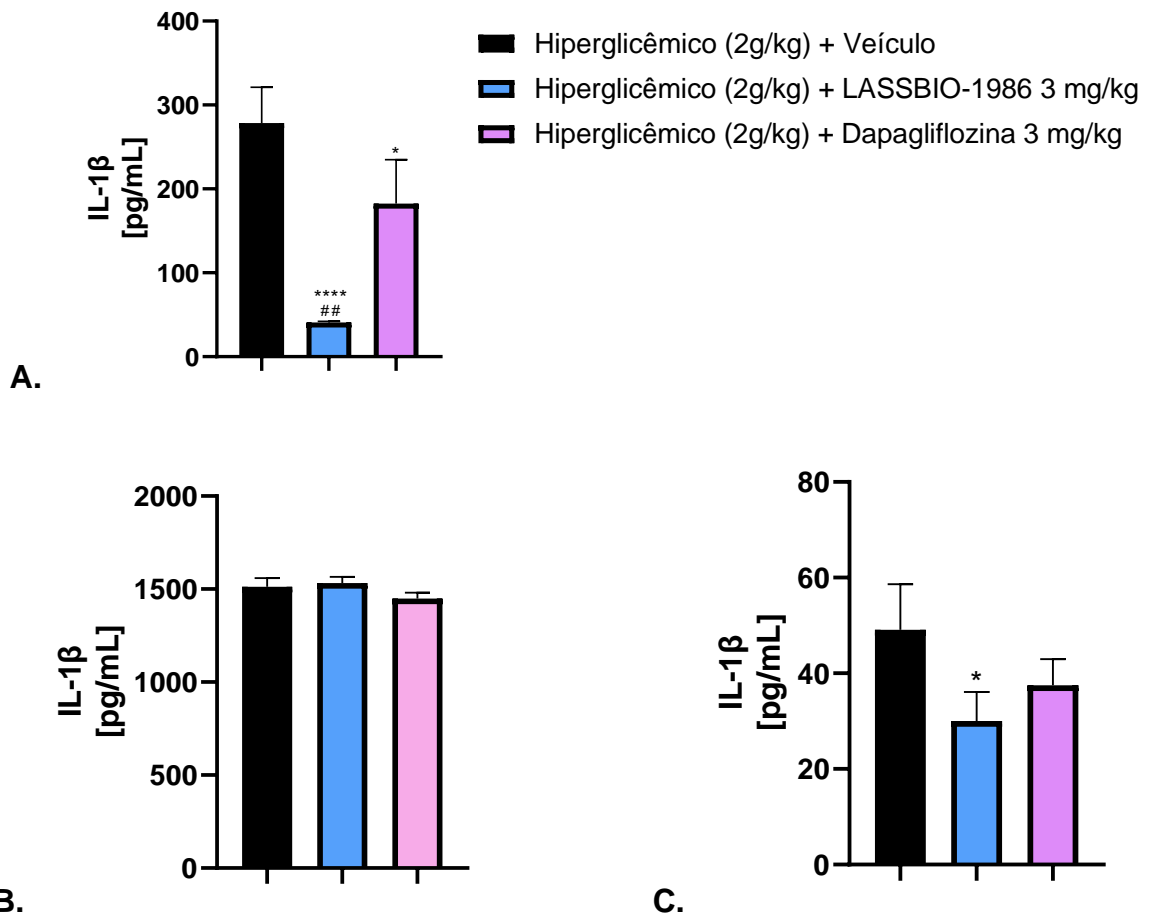 400
300
200
100
0
IL-1β
[pg/mL]
*
****
##
Hiperglicêmico (2g/kg) + Veículo
Hiperglicêmico (2g/kg) + LASSBIO-1986 3 mg/kg
Hiperglicêmico (2g/kg) + Dapagliflozina 3 mg/kg
A.
2000
1500
1000
500
0
IL-1β
[pg/mL]
B.
80
60
40
20
0
IL-1β
[pg/mL]
*
C.